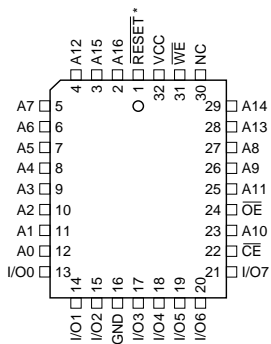 A12 A15 A16 RESET * VCC WE NC
4 3 2 1 32 31 30
A7 5 29 A14
A6 6 28 A13
A5 7 27 A8
A4 8 26 A9
A3 9 25 A11
A2 10 24 OE
A1 11 23 A10
A0 12 22 CE
I/O0 13 21 I/O7
14 15 16 17 18 19 20
I/O1 I/O2 GND I/O3 I/O4 I/O5 I/O6